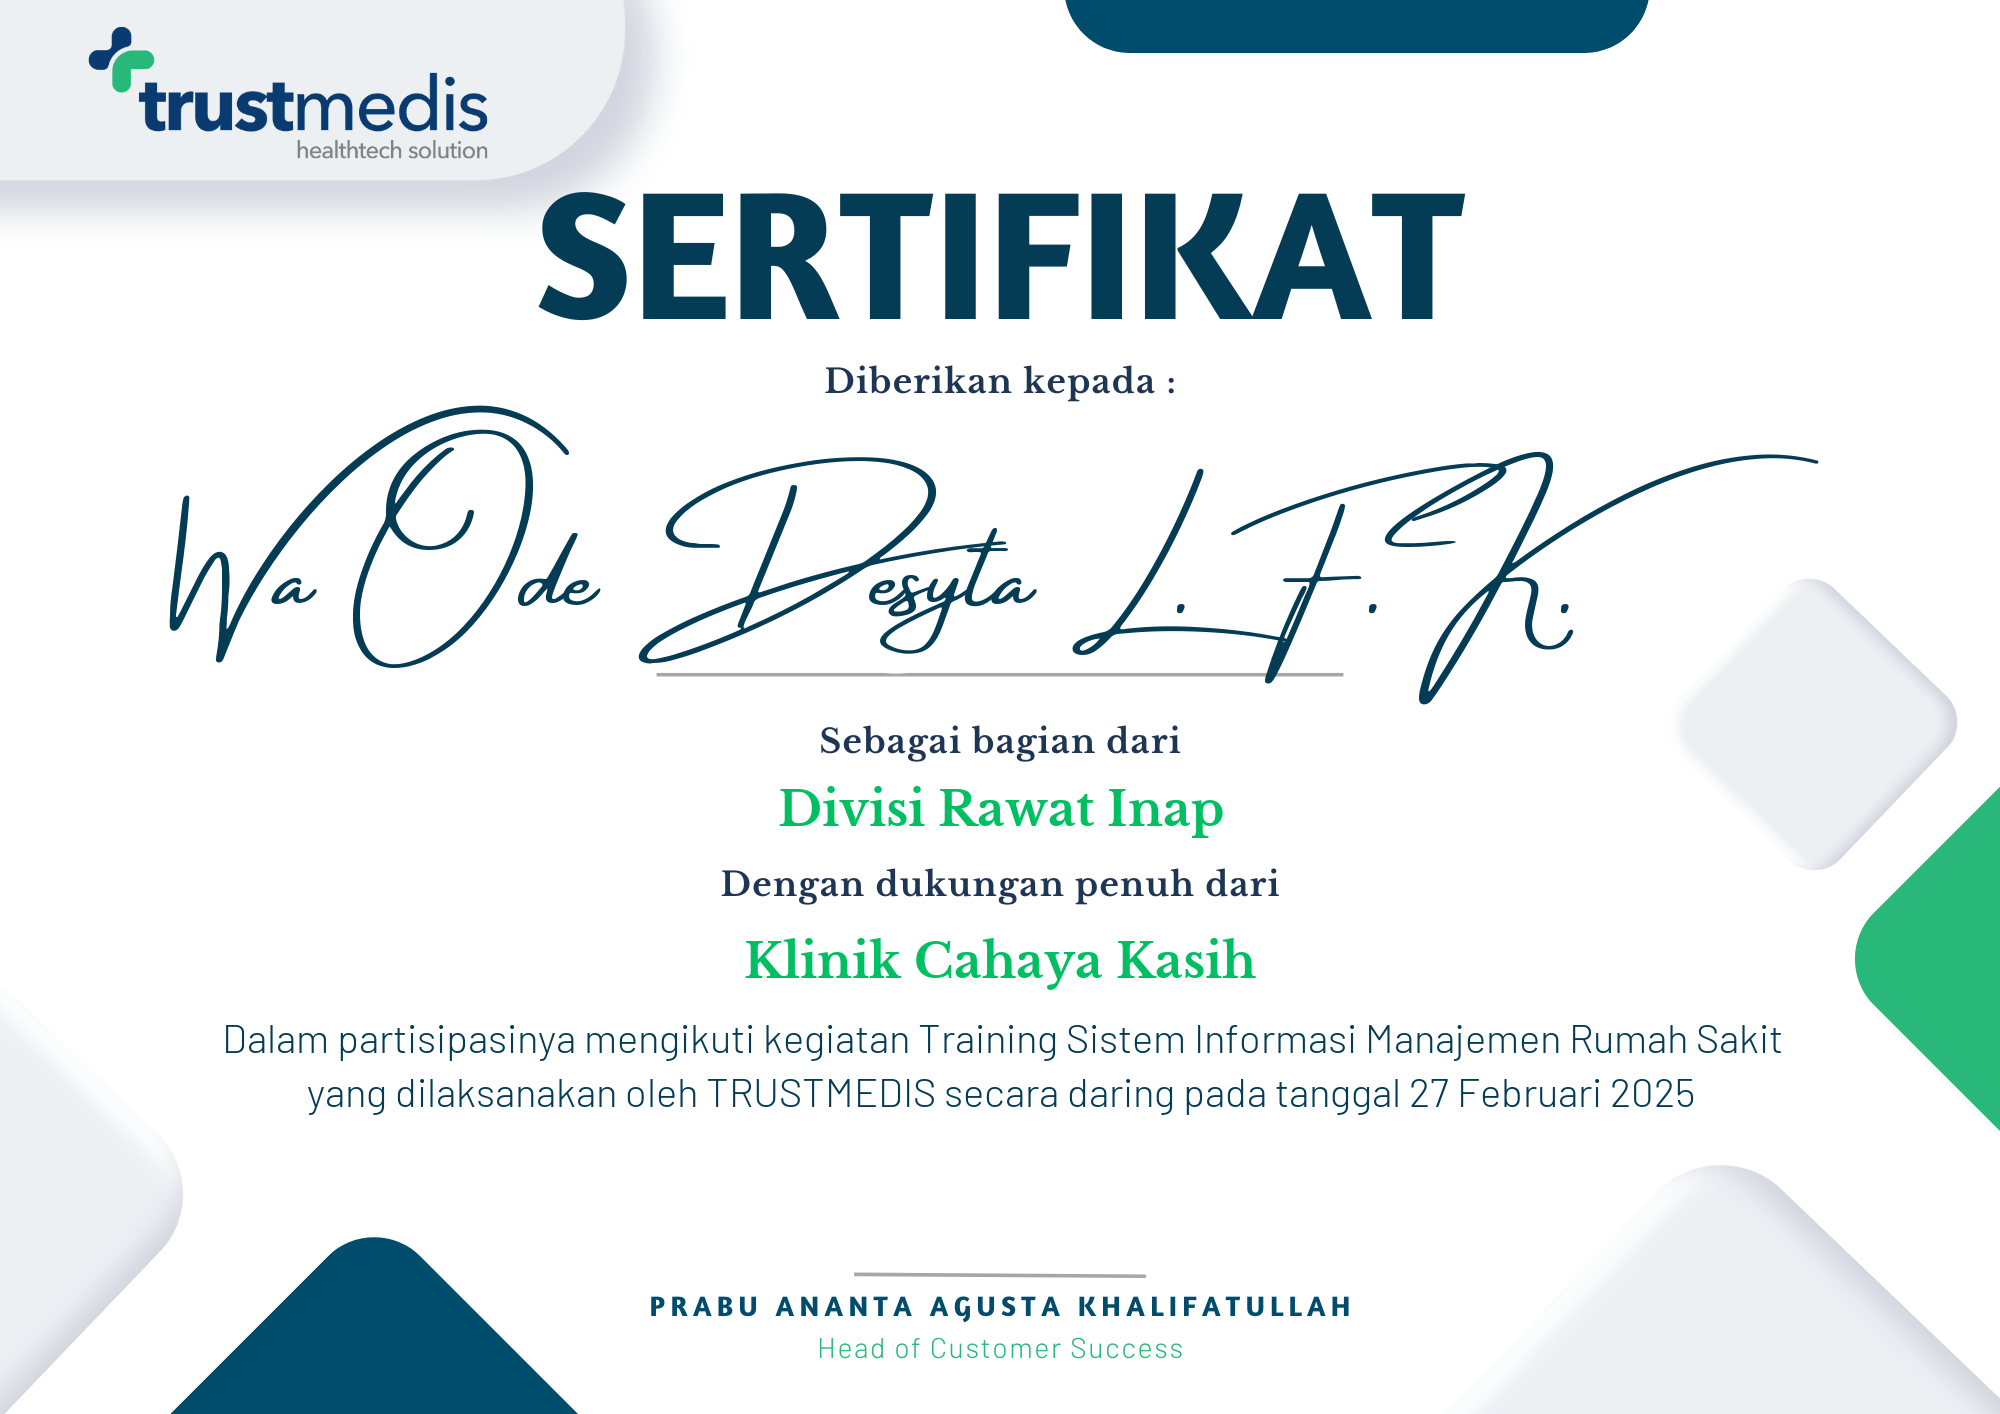 trustmedis
healthtech solution
SERTIFIKAT
Diberikan kepada :
Wa Ode Desyta L. F. K.
Sebagai bagian dari
Divisi Rawat Inap
Dengan dukungan penuh dari
Klinik Cahaya Kasih
Dalam partisipasinya mengikuti kegiatan Training Sistem Informasi Manajemen Rumah Sakit
yang dilaksanakan oleh TRUSTMEDIS secara daring pada tanggal 27 Februari 2025
PRABU ANANTA AGUSTA KHALIFATULLAH
Head of Customer Success